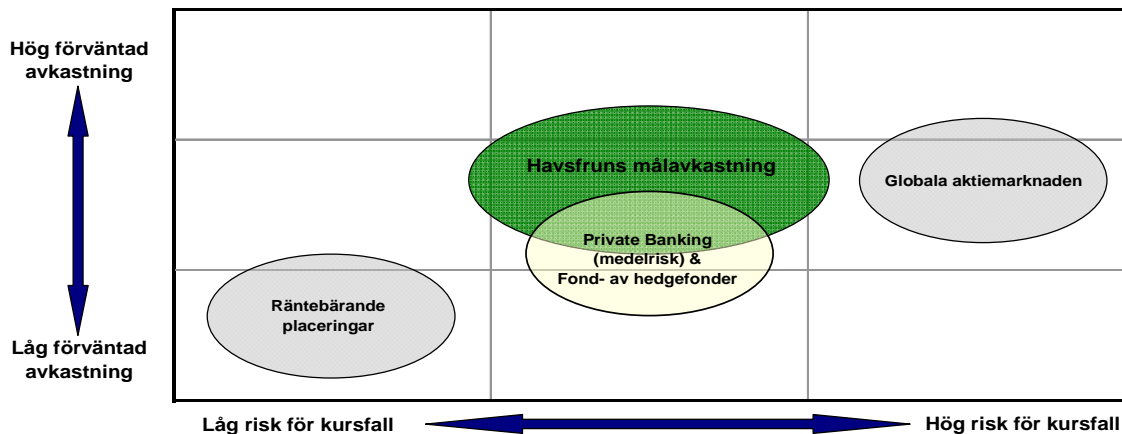 Hög förväntad
avkastning
Havsfruns målavkastning
Globala aktiemarknaden
Private Banking
(medelrisk) &
Fond- av hedgefonder
Räntebärande
placeringar
Låg förväntad
avkastning
Låg risk för kursfall
Hög risk för kursfall